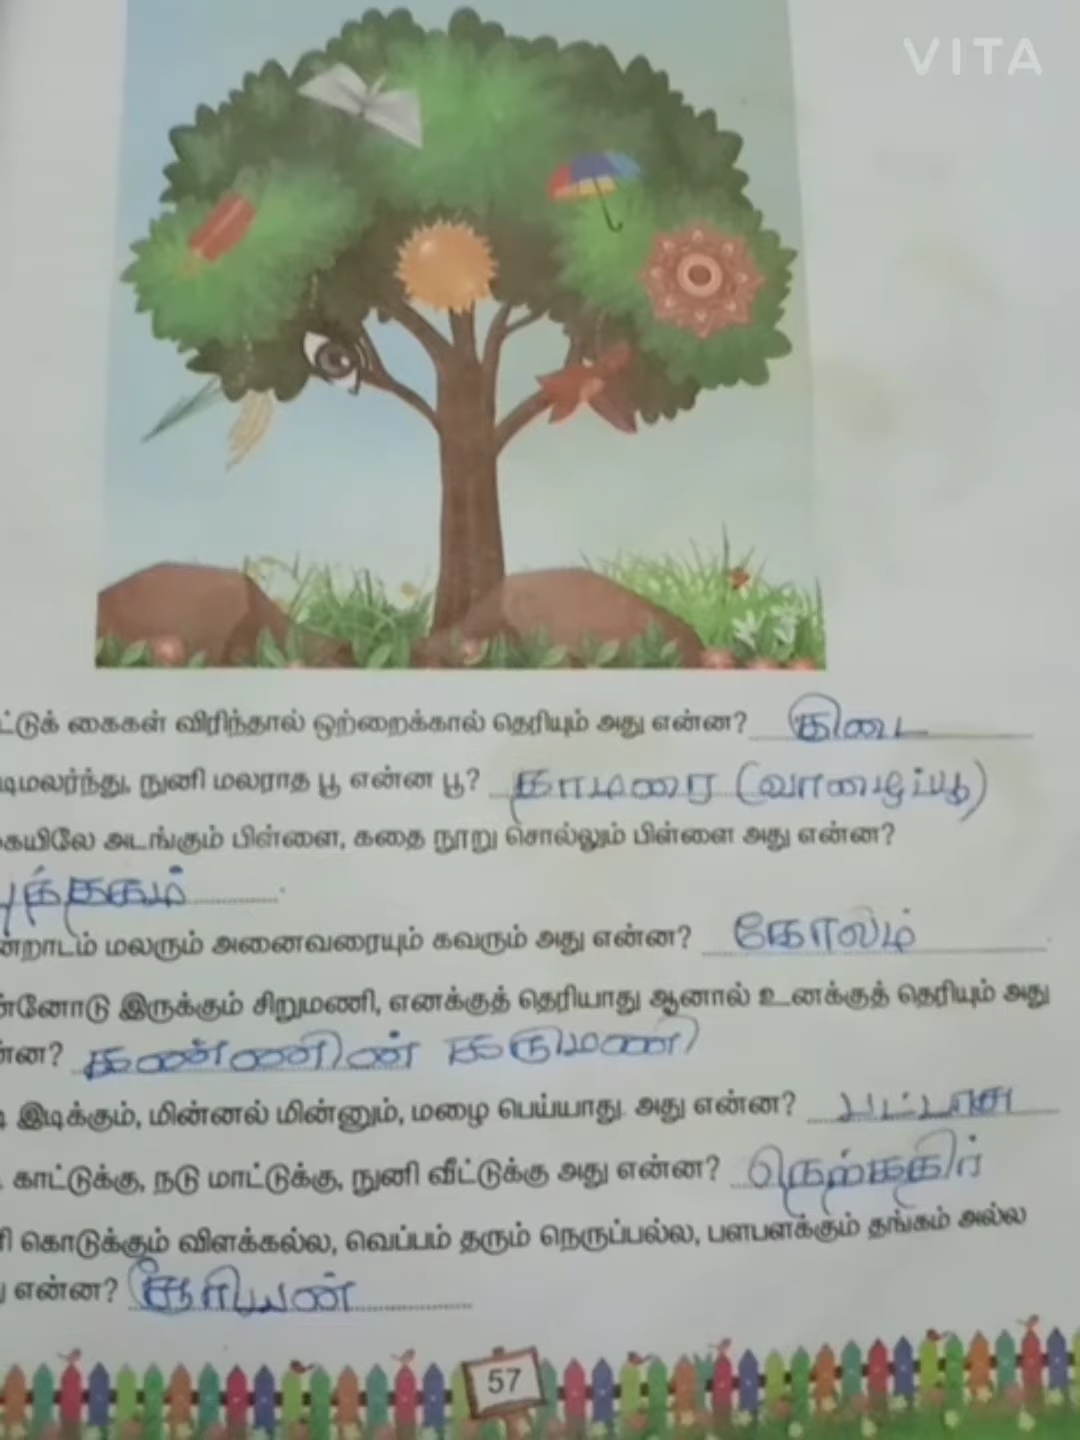 VITA
ட்டுக் கைகள் விரிந்தால் ஒற்றைக்கால் தெரியும் அது என்ன? குடை
டிமலர்ந்து, நுனி மலராத பூ என்ன பூ? தாமரை (வாழைப்பூ)
கையிலே அடங்கும் பிள்ளை, கதை நூறு சொல்லும் பிள்ளை அது என்ன?
புத்தகம்
ன்றாடம் மலரும் அனைவரையும் கவரும் அது என்ன? கோலம்
ன்னோடு இருக்கும் சிறுமணி, எனக்குத் தெரியாது ஆனால் உனக்குத் தெரியும் அது
ன்ன? கண்ணின் கருமணி
டி இடிக்கும், மின்னல் மின்னும், மழை பெய்யாது அது என்ன? பட்டாசு
காட்டுக்கு, நடு மாட்டுக்கு, நுனி வீட்டுக்கு அது என்ன? நெற்கதிர்
ளி கொடுக்கும் விளக்கல்ல, வெப்பம் தரும் நெருப்பல்ல, பளபளக்கும் தங்கம் அல்ல
து என்ன? சூரியன்
57